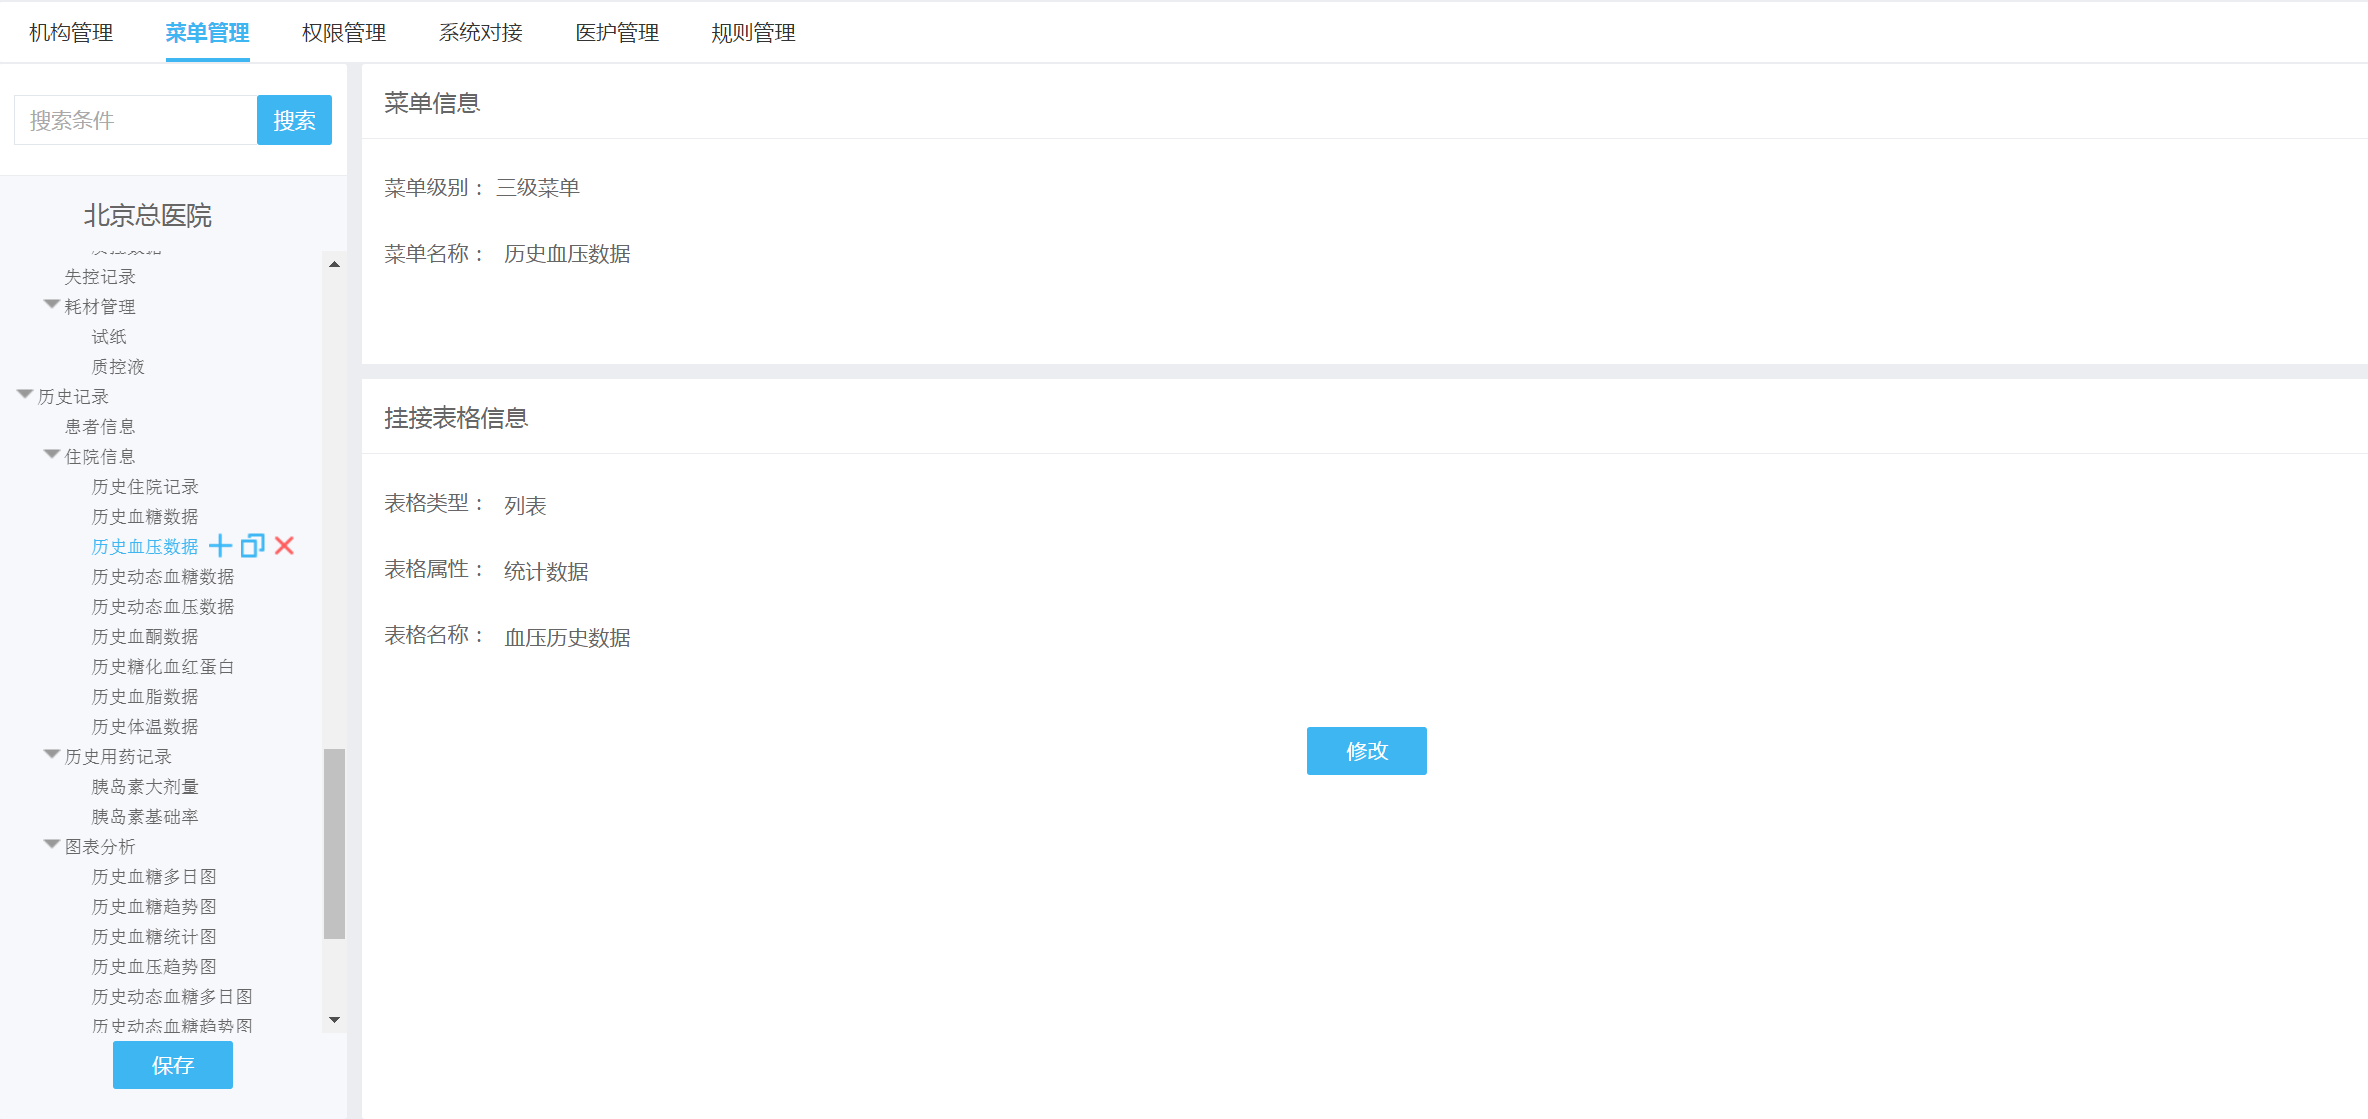 机构管理 菜单管理 权限管理 系统对接 医护管理 规则管理
搜索条件 搜索
北京总医院
失控记录
耗材管理
试纸
质控液
历史记录
患者信息
住院信息
历史住院记录
历史血糖数据
历史血压数据
历史动态血糖数据
历史动态血压数据
历史血酮数据
历史糖化血红蛋白
历史血脂数据
历史体温数据
历史用药记录
胰岛素大剂量
胰岛素基础率
图表分析
历史血糖多日图
历史血糖趋势图
历史血糖统计图
历史血压趋势图
历史动态血糖多日图
历史动态血糖趋势图
保存
菜单信息
菜单级别： 三级菜单
菜单名称： 历史血压数据
挂接表格信息
表格类型： 列表
表格属性： 统计数据
表格名称： 血压历史数据
修改